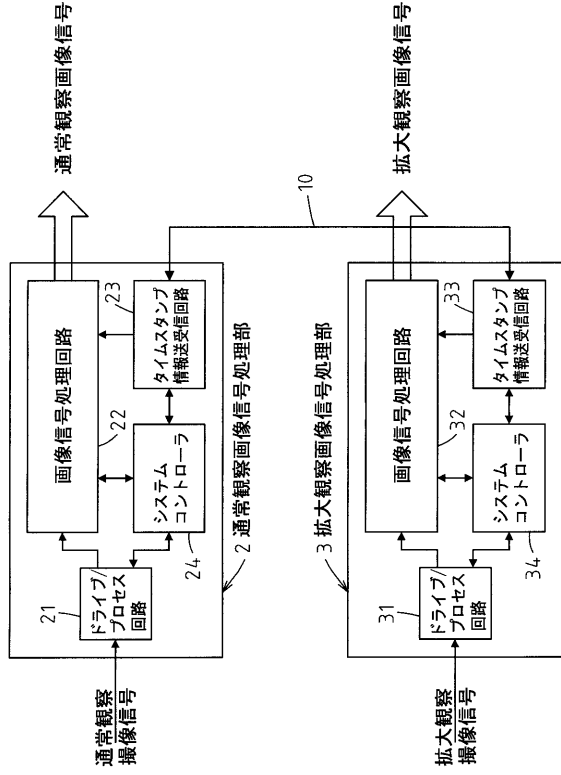 通常観察
撮像信号
21
ドライブ/
プロセス
回路
画像信号処理回路
22
システム
コントローラ
24
タイムスタンプ
情報送受信回路
23
2 通常観察画像信号処理部
通常観察画像信号
10
拡大観察
撮像信号
31
ドライブ/
プロセス
回路
画像信号処理回路
32
システム
コントローラ
34
タイムスタンプ
情報送受信回路
33
3 拡大観察画像信号処理部
拡大観察画像信号